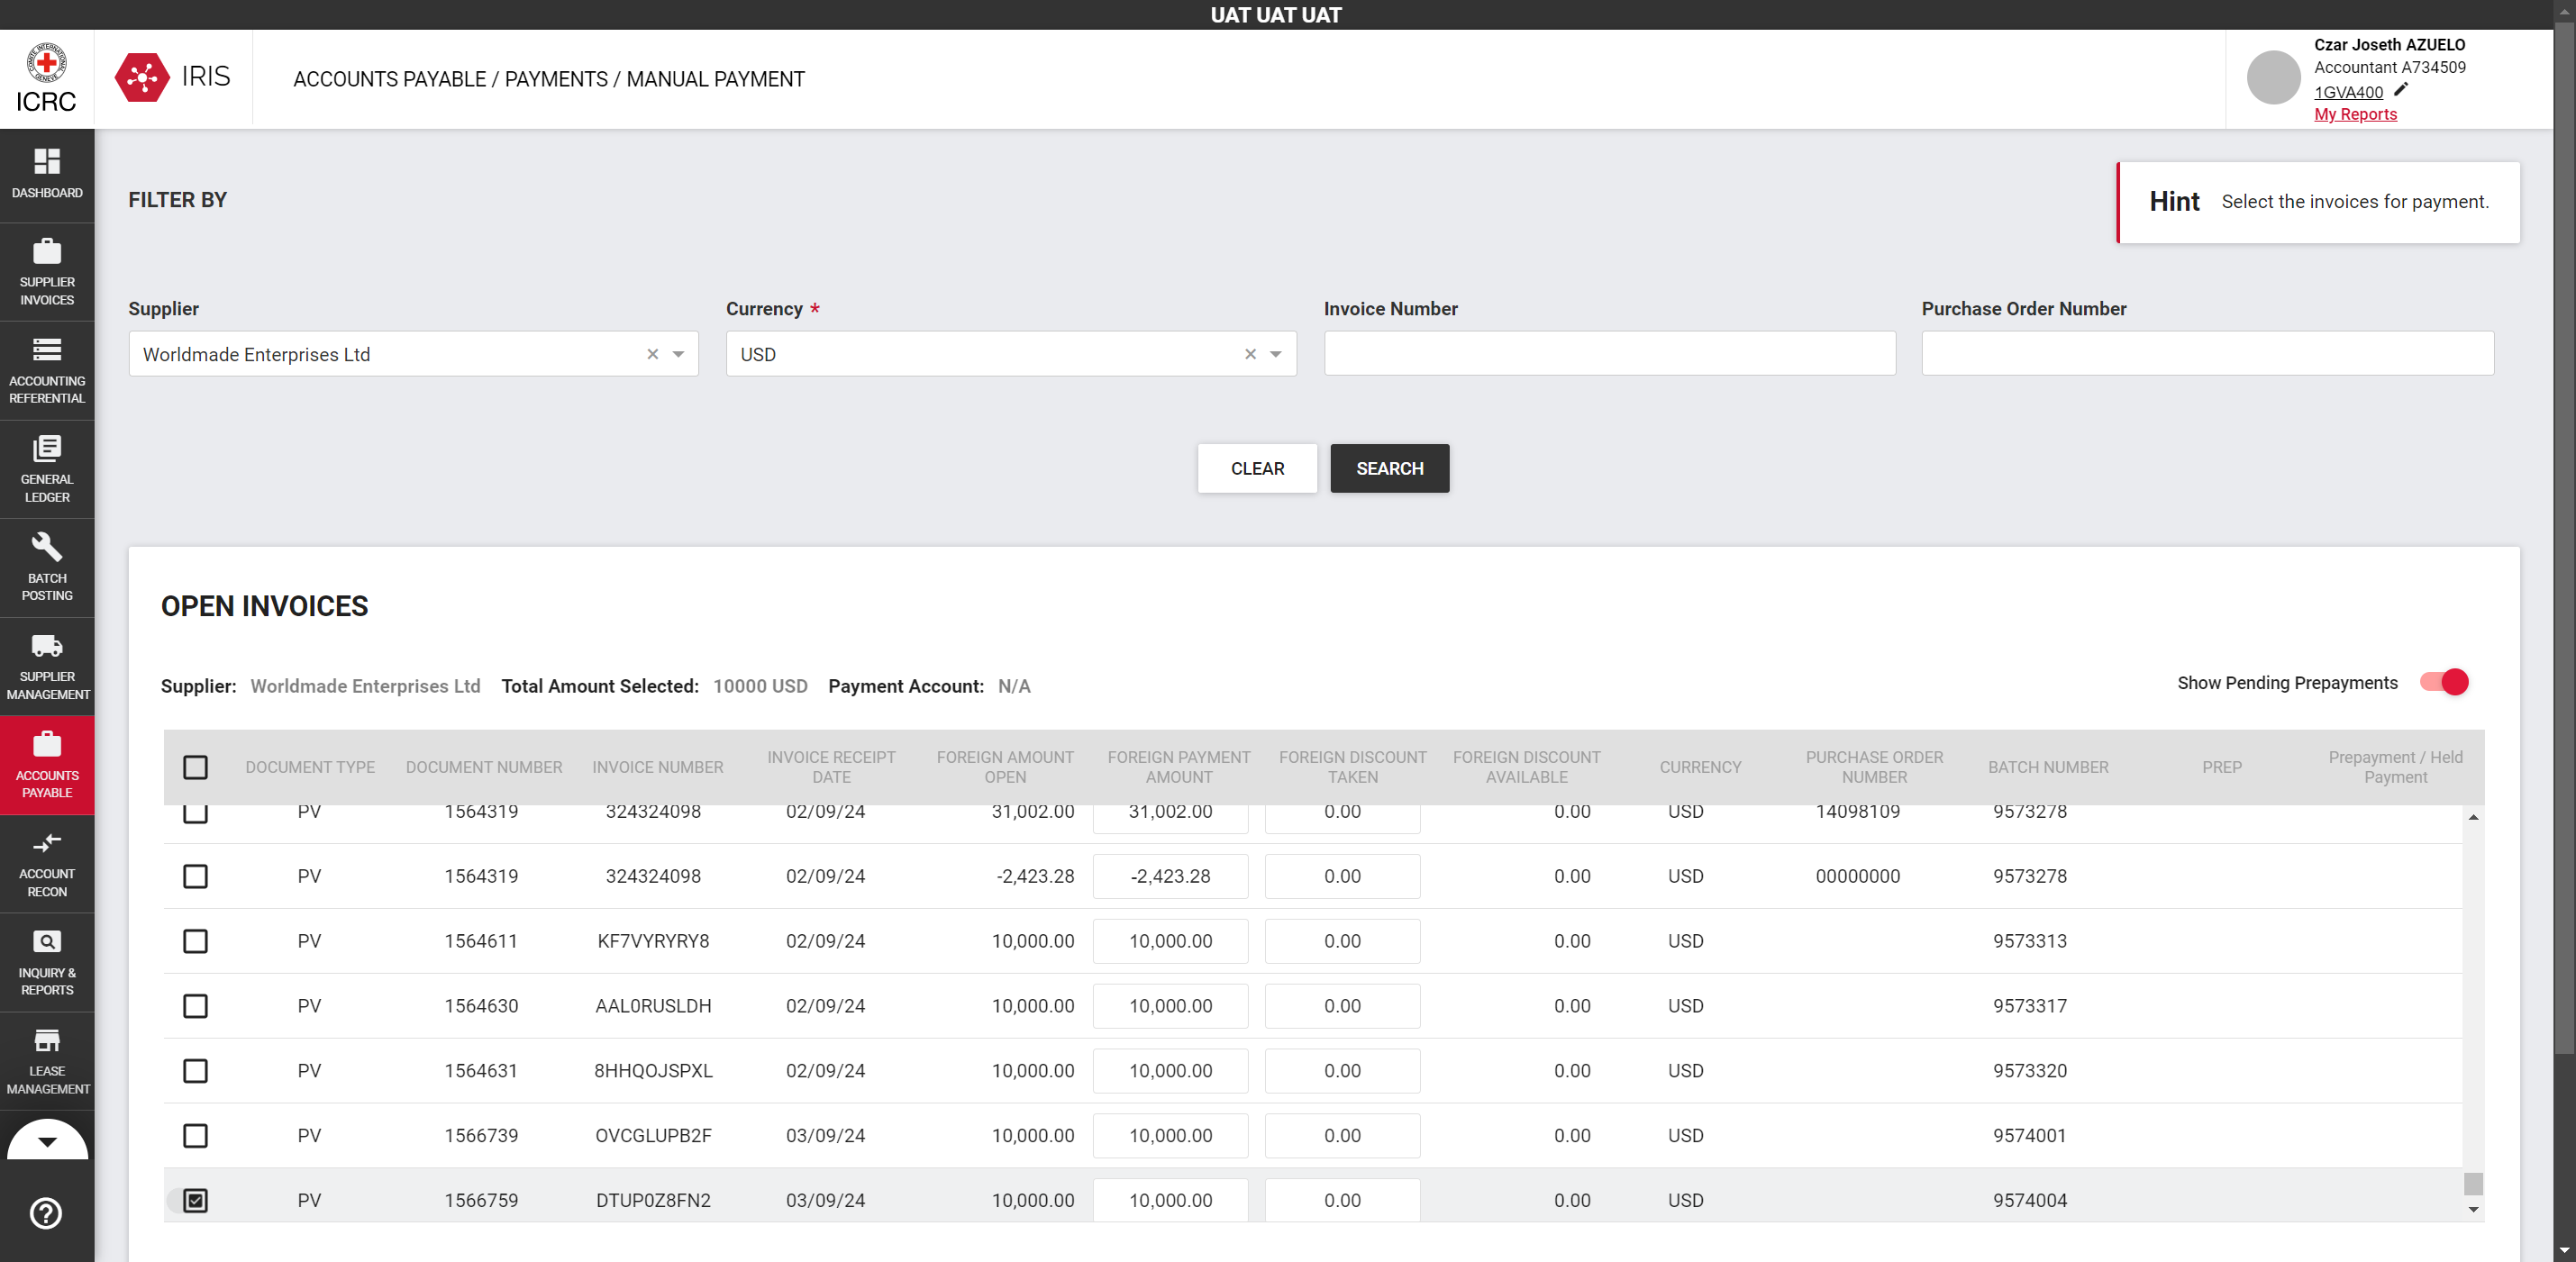 UAT UAT UAT
ICRC
IRIS
ACCOUNTS PAYABLE / PAYMENTS / MANUAL PAYMENT
Czar Joseth AZUELO
Accountant A734509
1GVA400
My Reports
DASHBOARD
SUPPLIER INVOICES
ACCOUNTING REFERENTIAL
GENERAL LEDGER
BATCH POSTING
SUPPLIER MANAGEMENT
ACCOUNTS PAYABLE
ACCOUNT RECON
INQUIRY & REPORTS
LEASE MANAGEMENT
FILTER BY
Hint Select the invoices for payment.
Supplier Currency * Invoice Number Purchase Order Number
Worldmade Enterprises Ltd USD
CLEAR SEARCH
OPEN INVOICES
Supplier: Worldmade Enterprises Ltd Total Amount Selected: 10000 USD Payment Account: N/A Show Pending Prepayments
DOCUMENT TYPE DOCUMENT NUMBER INVOICE NUMBER INVOICE RECEIPT DATE FOREIGN AMOUNT OPEN FOREIGN PAYMENT AMOUNT FOREIGN DISCOUNT TAKEN FOREIGN DISCOUNT AVAILABLE CURRENCY PURCHASE ORDER NUMBER BATCH NUMBER PREP Prepayment / Held Payment
PV 1564319 324324098 02/09/24 31,002.00 31,002.00 0.00 0.00 USD 14098109 9573278
PV 1564319 324324098 02/09/24 -2,423.28 -2,423.28 0.00 0.00 USD 00000000 9573278
PV 1564611 KF7VYRYRY8 02/09/24 10,000.00 10,000.00 0.00 0.00 USD 9573313
PV 1564630 AAL0RUSLDH 02/09/24 10,000.00 10,000.00 0.00 0.00 USD 9573317
PV 1564631 8HHQOJSPXL 02/09/24 10,000.00 10,000.00 0.00 0.00 USD 9573320
PV 1566739 OVCGLUPB2F 03/09/24 10,000.00 10,000.00 0.00 0.00 USD 9574001
PV 1566759 DTUP0Z8FN2 03/09/24 10,000.00 10,000.00 0.00 0.00 USD 9574004